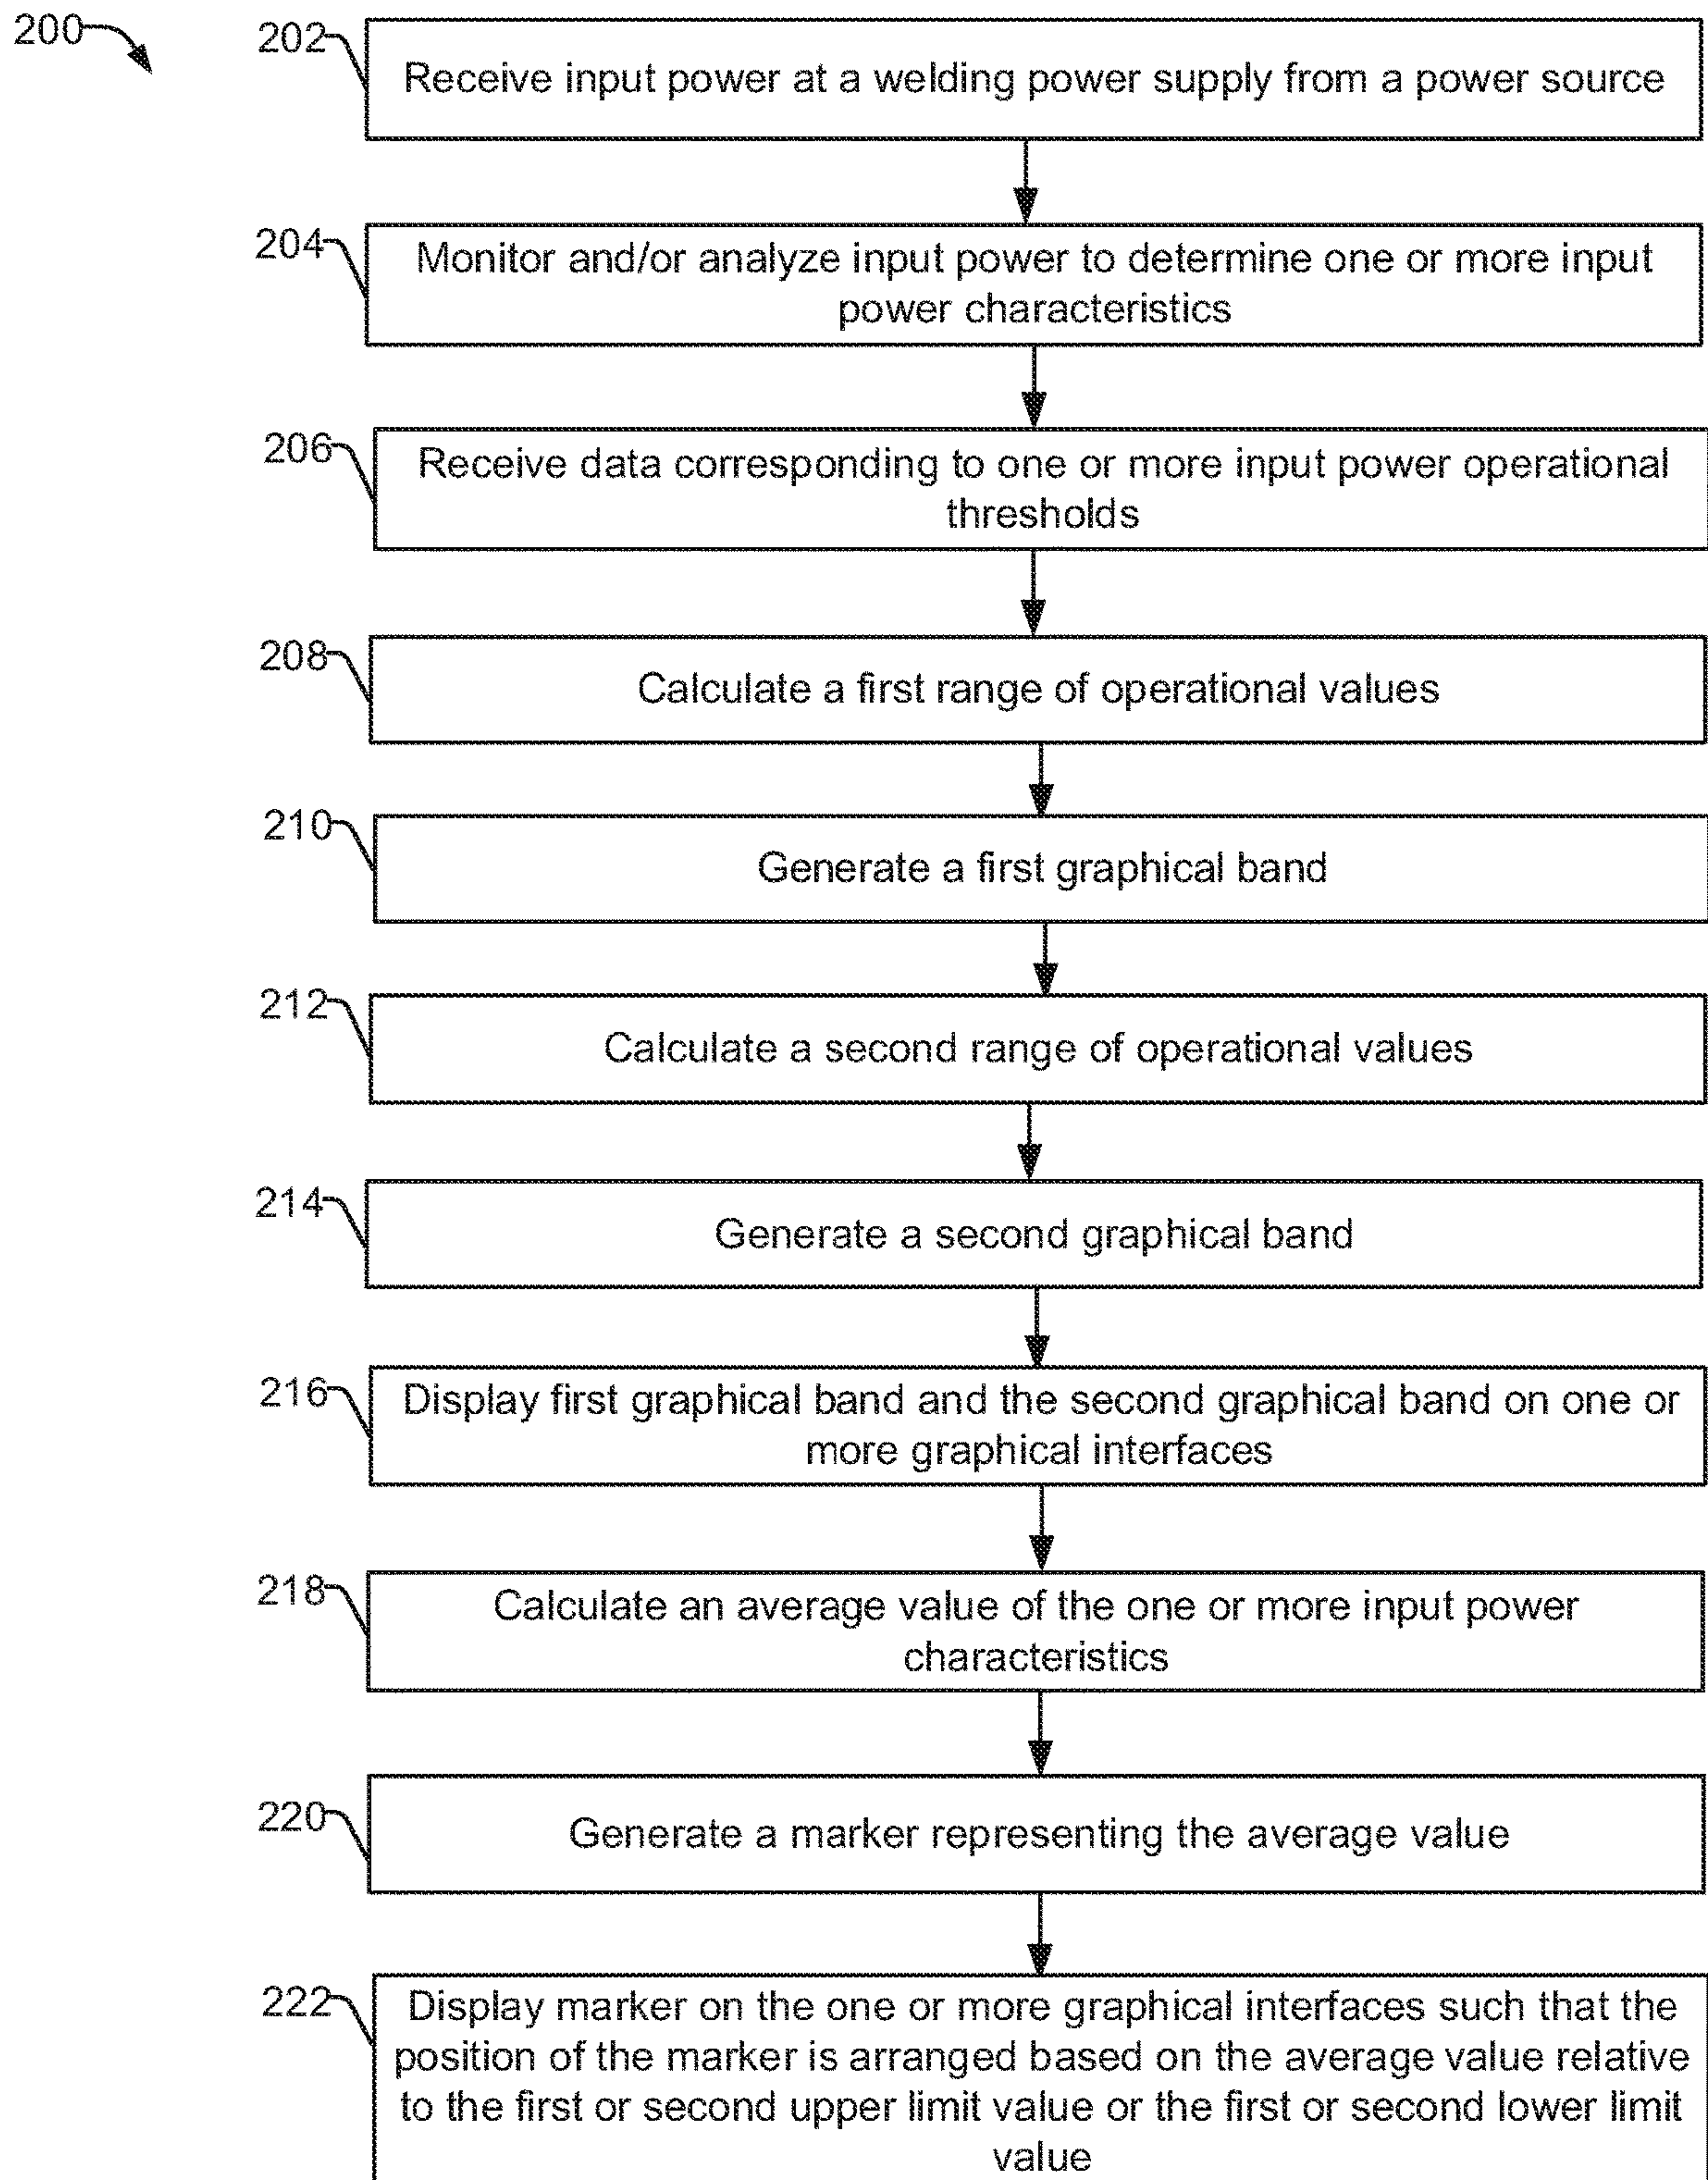 200
202
Receive input power at a welding power supply from a power source
204
Monitor and/or analyze input power to determine one or more input
power characteristics
206
Receive data corresponding to one or more input power operational
thresholds
208
Calculate a first range of operational values
210
Generate a first graphical band
212
Calculate a second range of operational values
214
Generate a second graphical band
216
Display first graphical band and the second graphical band on one or
more graphical interfaces
218
Calculate an average value of the one or more input power
characteristics
220
Generate a marker representing the average value
222
Display marker on the one or more graphical interfaces such that the
position of the marker is arranged based on the average value relative
to the first or second upper limit value or the first or second lower limit
value